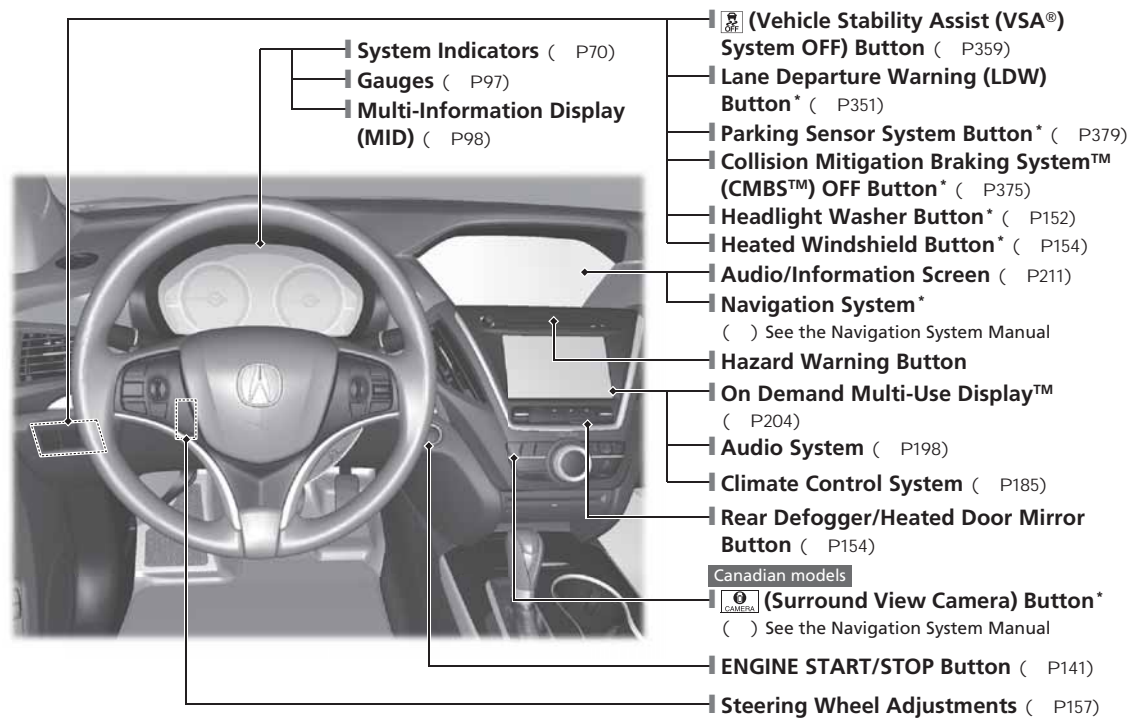 System Indicators ( P70)
Gauges ( P97)
Multi-Information Display
(MID) ( P98)
OFF (Vehicle Stability Assist (VSA®)
System OFF) Button ( P359)
Lane Departure Warning (LDW)
Button* ( P351)
Parking Sensor System Button* ( P379)
Collision Mitigation Braking System™
(CMBS™) OFF Button* ( P375)
Headlight Washer Button* ( P152)
Heated Windshield Button* ( P154)
Audio/Information Screen ( P211)
Navigation System*
( ) See the Navigation System Manual
Hazard Warning Button
On Demand Multi-Use Display™
( P204)
Audio System ( P198)
Climate Control System ( P185)
Rear Defogger/Heated Door Mirror
Button ( P154)
Canadian models
CAMERA (Surround View Camera) Button*
( ) See the Navigation System Manual
ENGINE START/STOP Button ( P141)
Steering Wheel Adjustments ( P157)